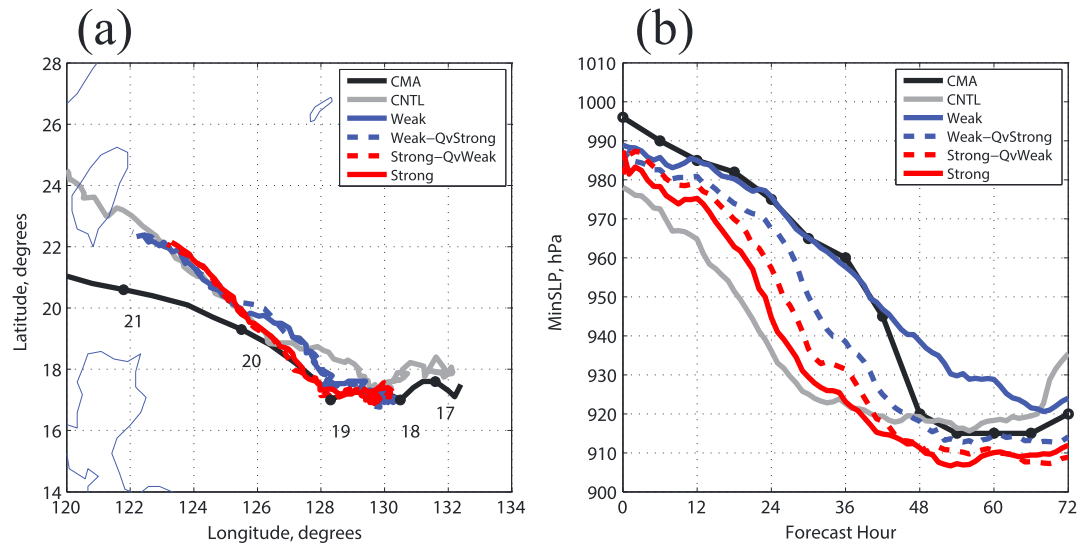 (a)
28
26
24
22
20
18
16
14
120 122 124 126 128 130 132 134
Latitude, degrees
Longitude, degrees
CMA
CNTL
Weak
Weak−QvStrong
Strong−QvWeak
Strong
21
20
19
18
17
(b)
1000
990
980
970
960
950
940
930
920
910
900
0 12 24 36 48 60 72
MinSLP, hPa
Forecast Hour
CMA
CNTL
Weak
Weak−QvStrong
Strong−QvWeak
Strong